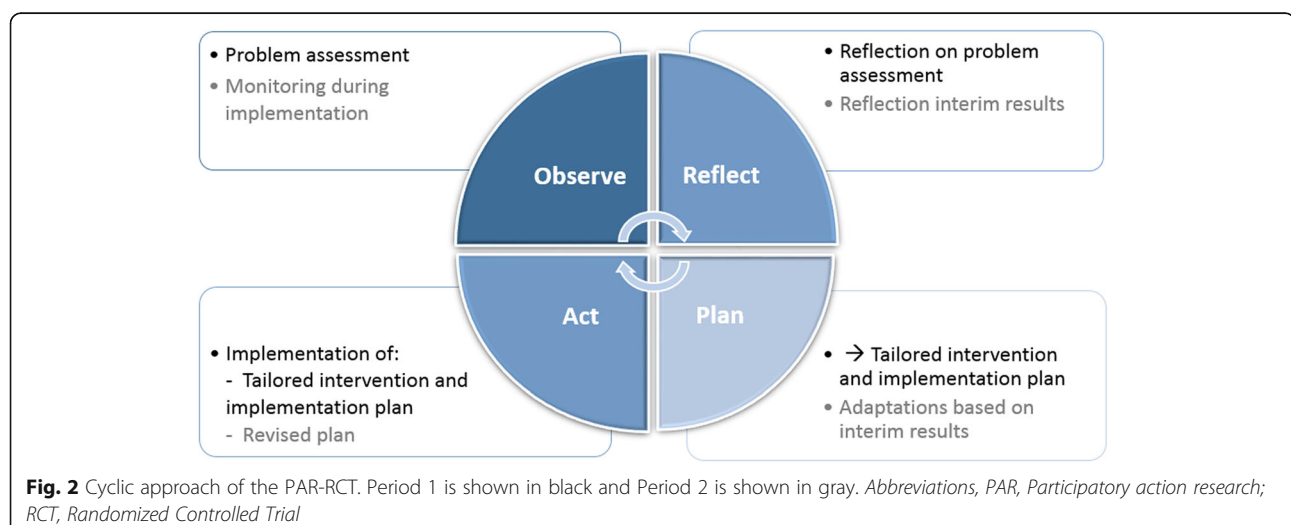 • Problem assessment
• Monitoring during
implementation
• Reflection on problem
assessment
• Reflection interim results
Observe
Reflect
Act
Plan
• Implementation of:
- Tailored intervention and
implementation plan
- Revised plan
• → Tailored intervention
and implementation plan
• Adaptations based on
interim results
Fig. 2 Cyclic approach of the PAR-RCT. Period 1 is shown in black and Period 2 is shown in gray. Abbreviations, PAR, Participatory action research;
RCT, Randomized Controlled Trial